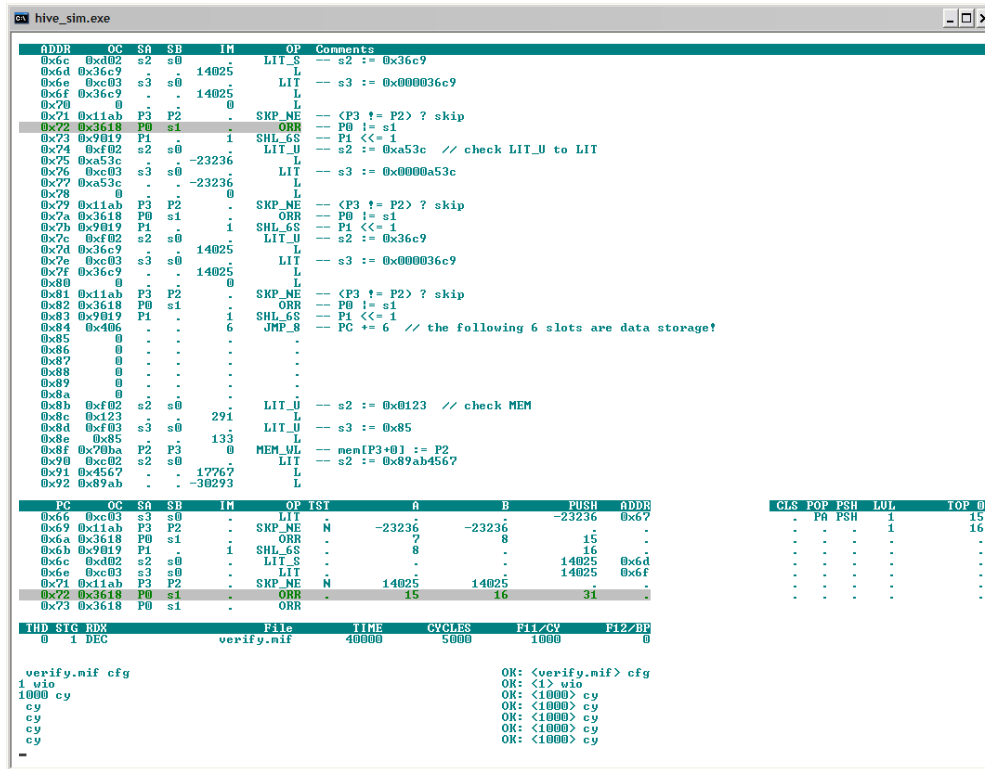 hive_sim.exe
ADDR OC SA SB IM OP Comments
0x6c 0xd02 s2 s0 . LIT_S -- s2 := 0x36c9
0x6d 0x36c9 . . 14025 L
0x6e 0xc03 s3 s0 . LIT -- s3 := 0x000036c9
0x6f 0x36c9 . . 14025 L
0x70 0 . . 0 L
0x71 0x11ab P3 P2 . SKP_NE -- (P3 != P2) ? skip
0x72 0x3618 P0 s1 . ORR -- P0 |= s1
0x73 0x9019 P1 . 1 SHL_6S -- P1 <<= 1
0x74 0xf02 s2 s0 . LIT_U -- s2 := 0xa53c // check LIT_U to LIT
0x75 0xa53c . . -23236 L
0x76 0xc03 s3 s0 . LIT -- s3 := 0x0000a53c
0x77 0xa53c . . -23236 L
0x78 0 . . 0 L
0x79 0x11ab P3 P2 . SKP_NE -- (P3 != P2) ? skip
0x7a 0x3618 P0 s1 . ORR -- P0 |= s1
0x7b 0x9019 P1 . 1 SHL_6S -- P1 <<= 1
0x7c 0xf02 s2 s0 . LIT_U -- s2 := 0x36c9
0x7d 0x36c9 . . 14025 L
0x7e 0xc03 s3 s0 . LIT -- s3 := 0x000036c9
0x7f 0x36c9 . . 14025 L
0x80 0 . . 0 L
0x81 0x11ab P3 P2 . SKP_NE -- (P3 != P2) ? skip
0x82 0x3618 P0 s1 . ORR -- P0 |= s1
0x83 0x9019 P1 . 1 SHL_6S -- P1 <<= 1
0x84 0x406 . . 6 JMP_8 -- PC += 6 // the following 6 slots are data storage!
0x85 0 . . . .
0x86 0 . . . .
0x87 0 . . . .
0x88 0 . . . .
0x89 0 . . . .
0x8a 0 . . . .
0x8b 0xf02 s2 s0 . LIT_U -- s2 := 0x0123 // check MEM
0x8c 0x123 . . 291 L
0x8d 0xf03 s3 s0 . LIT_U -- s3 := 0x85
0x8e 0x85 . . 133 L
0x8f 0x70ba P2 P3 0 MEM_WL -- mem[P3+0] := P2
0x90 0xc02 s2 s0 . LIT -- s2 := 0x89ab4567
0x91 0x4567 . . 17767 L
0x92 0x89ab . . -30293 L
PC OC SA SB IM OP TST A B PUSH ADDR CLS POP PSH LVL TOP 0
0x66 0xc03 s3 s0 . LIT . . . -23236 0x67 . PA PSH 1 15
0x69 0x11ab P3 P2 . SKP_NE N -23236 -23236 . . . . . 1 16
0x6a 0x3618 P0 s1 . ORR . 7 8 15 . . . . . .
0x6b 0x9019 P1 . 1 SHL_6S . 8 . 16 . . . . . .
0x6c 0xd02 s2 s0 . LIT_S . . . 14025 0x6d . . . . .
0x6e 0xc03 s3 s0 . LIT . . . 14025 0x6f . . . . .
0x71 0x11ab P3 P2 . SKP_NE N 14025 14025 . . . . . . .
0x72 0x3618 P0 s1 . ORR . 15 16 31 . . . . . .
0x73 0x3618 P0 s1 . ORR
THD STG RDX File TIME CYCLES F11/CY F12/BP
0 1 DEC verify.mif 40000 5000 1000 0
verify.mif cfg OK: <verify.mif> cfg
1 wio OK: <1> wio
1000 cy OK: <1000> cy
cy OK: <1000> cy
cy OK: <1000> cy
cy OK: <1000> cy
cy OK: <1000> cy